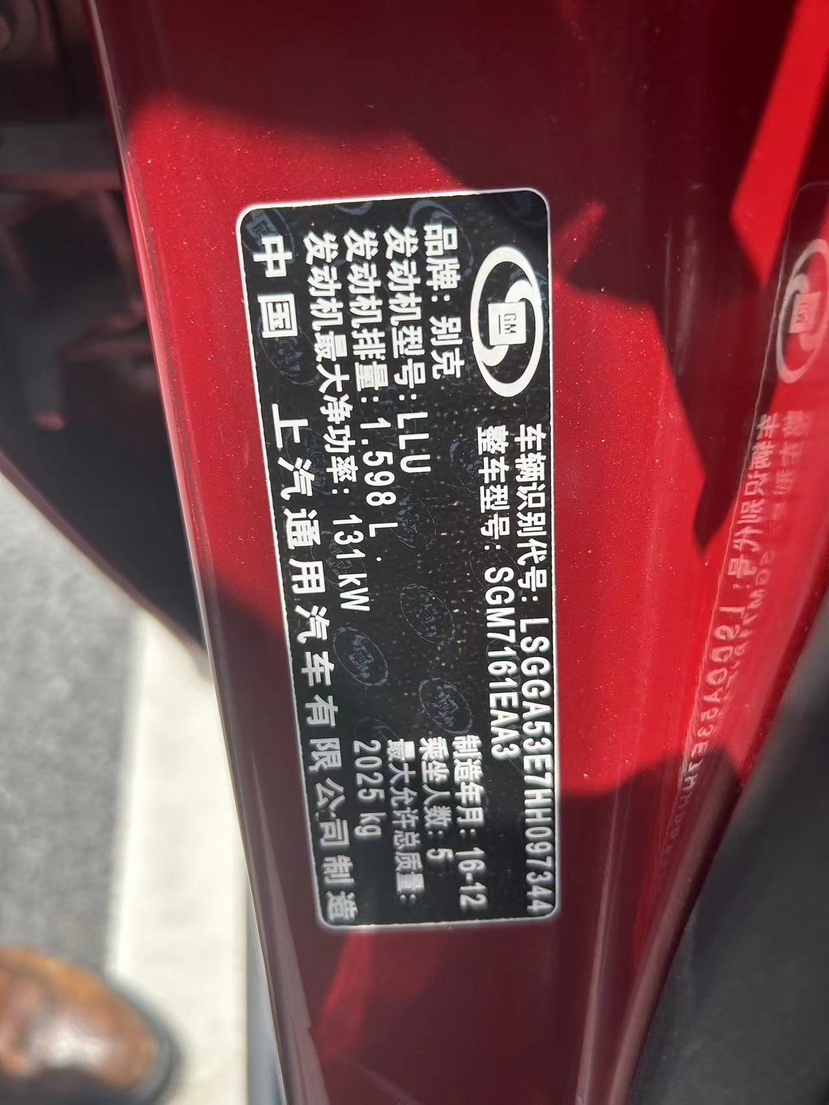 GM
车辆识别代号: LSGGA53E7HH097344
整车型号: SGM7161EAA3
品牌: 别克
制造年月: 16-12
发动机型号: LLU
乘坐人数: 5
发动机排量: 1.598 L
最大允许总质量:
发动机最大净功率: 131 kW
2025 kg
中国 上汽通用汽车有限公司制造